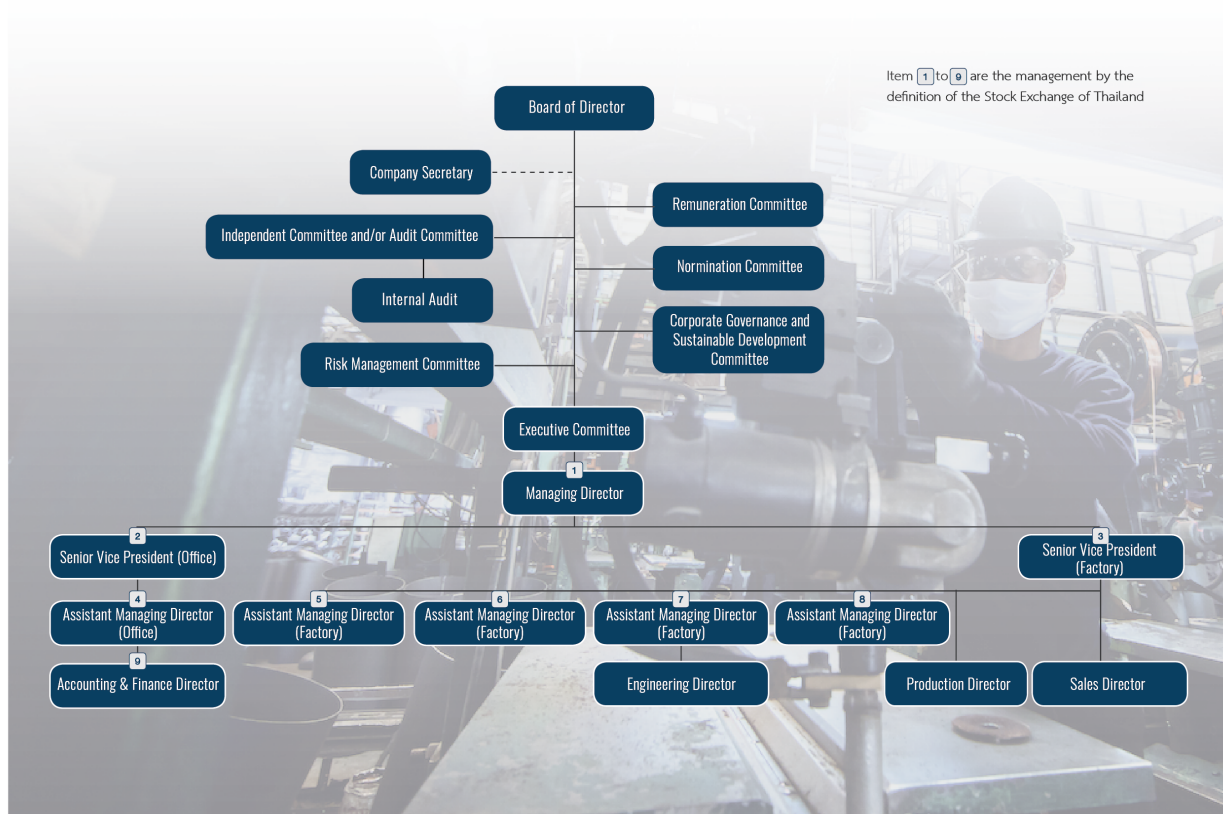 Item 1 to 9 are the management by the
definition of the Stock Exchange of Thailand
Board of Director
Company Secretary
Remuneration Committee
Independent Committee and/or Audit Committee
Normination Committee
Internal Audit
Corporate Governance and
Sustainable Development
Committee
Risk Management Committee
Executive Committee
1
Managing Director
2
Senior Vice President (Office)
3
Senior Vice President
(Factory)
4
Assistant Managing Director
(Office)
5
Assistant Managing Director
(Factory)
6
Assistant Managing Director
(Factory)
7
Assistant Managing Director
(Factory)
8
Assistant Managing Director
(Factory)
9
Accounting & Finance Director
Engineering Director
Production Director
Sales Director